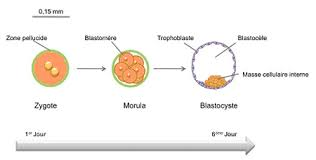 0,15 mm
Zone pellucide
Blastomère
Trophoblaste
Blastocèle
Masse cellulaire interne
Zygote
Morula
Blastocyste
1er Jour
6ème Jour